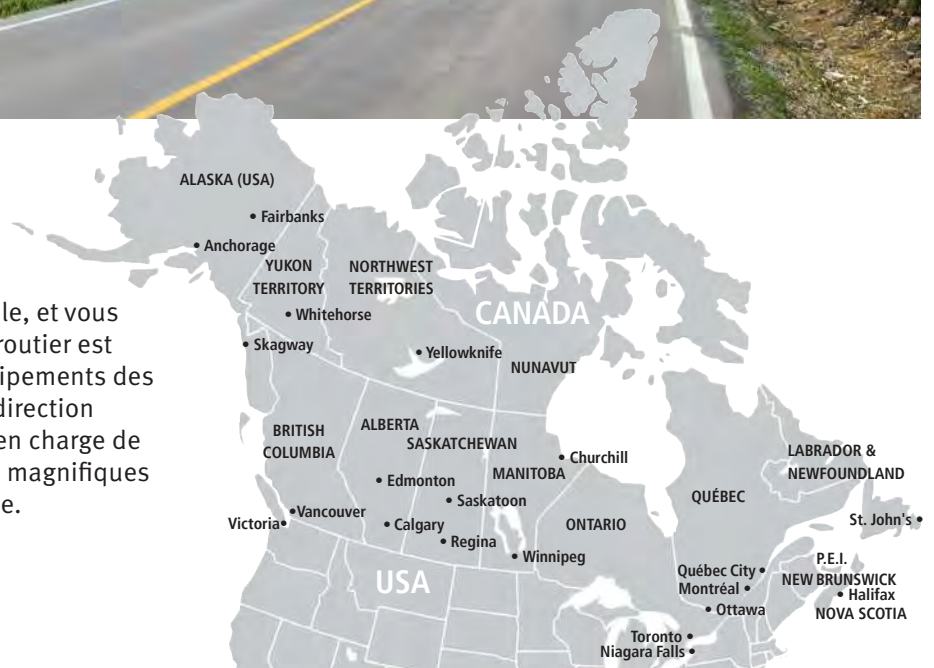 ALASKA (USA)
• Fairbanks
• Anchorage
YUKON
TERRITORY
NORTHWEST
TERRITORIES
• Whitehorse
CANADA
• Skagway
• Yellowknife
NUNAVUT
le, et vous
routier est
ipements des
direction
en charge de
magnifiques
e.
BRITISH
COLUMBIA
ALBERTA
SASKATCHEWAN
MANITOBA
• Churchill
• Edmonton
• Saskatoon
•Vancouver
Victoria•
• Calgary
• Regina
• Winnipeg
ONTARIO
QUÉBEC
LABRADOR &
NEWFOUNDLAND
St. John's •
USA
P.E.I.
Québec City •
NEW BRUNSWICK
Montréal •
• Halifax
• Ottawa
NOVA SCOTIA
Toronto •
Niagara Falls •